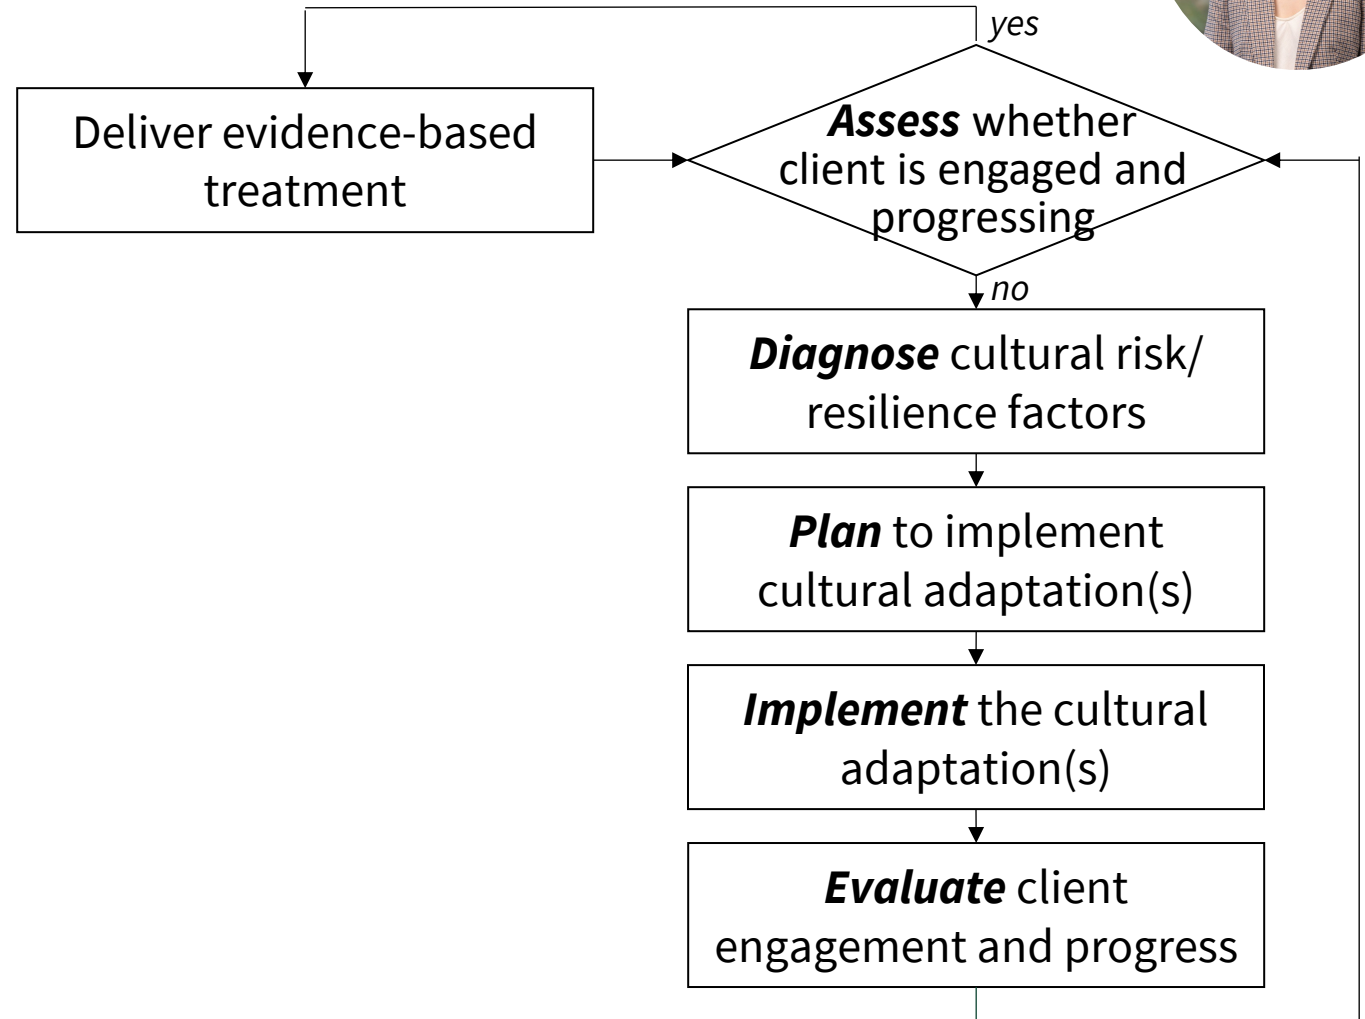 yes
Deliver evidence-based
treatment
Assess whether
client is engaged and
progressing
no
Diagnose cultural risk/
resilience factors
Plan to implement
cultural adaptation(s)
Implement the cultural
adaptation(s)
Evaluate client
engagement and progress